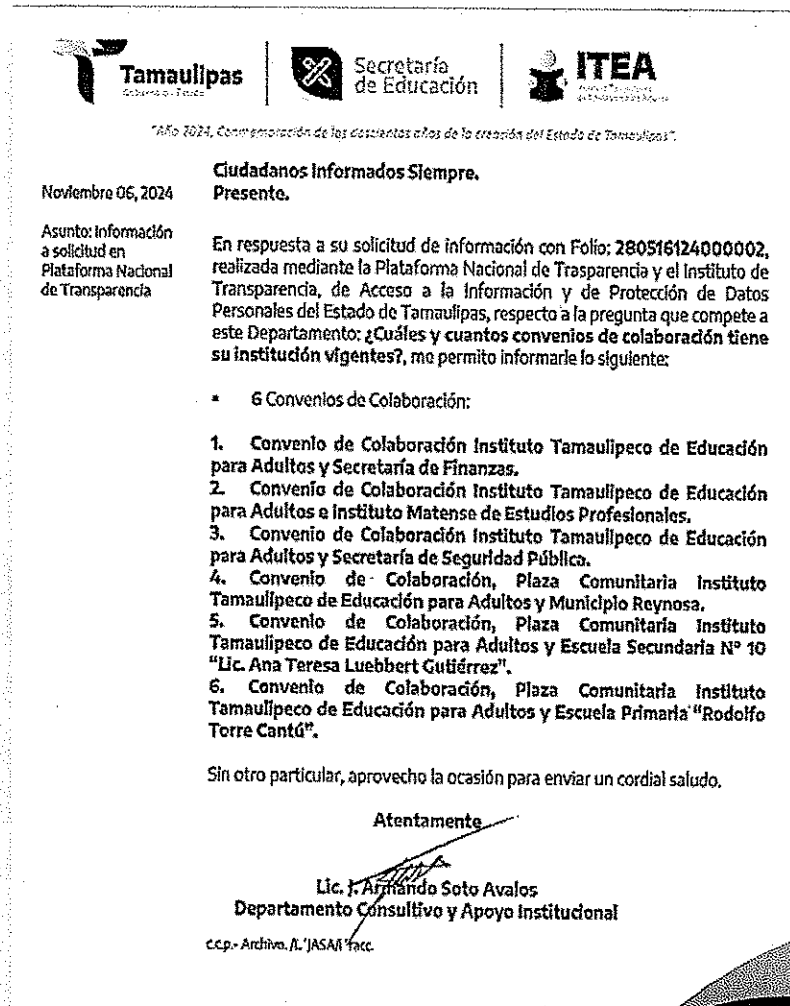 Tamaulipas
Secretaría
de Educación
ITEA
"Año 2024, Conmemoración de los doscientos años de la creación del Estado de Tamaulipas".
Ciudadanos Informados Siempre.
Noviembre 06, 2024
Presente.
Asunto: Información
a solicitud en
Plataforma Nacional
de Transparencia
En respuesta a su solicitud de información con Folio: 280516124000002,
realizada mediante la Plataforma Nacional de Trasparencia y el Instituto de
Transparencia, de Acceso a la Información y de Protección de Datos
Personales del Estado de Tamaulipas, respecto a la pregunta que compete a
este Departamento: ¿Cuáles y cuantos convenios de colaboración tiene
su institución vigentes?, me permito informarle lo siguiente:
▪ 6 Convenios de Colaboración:
1. Convenio de Colaboración Instituto Tamaulipeco de Educación
para Adultos y Secretaría de Finanzas.
2. Convenio de Colaboración Instituto Tamaulipeco de Educación
para Adultos e Instituto Matense de Estudios Profesionales.
3. Convenio de Colaboración Instituto Tamaulipeco de Educación
para Adultos y Secretaría de Seguridad Pública.
4. Convenio de Colaboración, Plaza Comunitaria Instituto
Tamaulipeco de Educación para Adultos y Municipio Reynosa.
5. Convenio de Colaboración, Plaza Comunitaria Instituto
Tamaulipeco de Educación para Adultos y Escuela Secundaria Nº 10
"Lic. Ana Teresa Luebbert Gutiérrez".
6. Convenio de Colaboración, Plaza Comunitaria Instituto
Tamaulipeco de Educación para Adultos y Escuela Primaria "Rodolfo
Torre Cantú".
Sin otro particular, aprovecho la ocasión para enviar un cordial saludo.
Atentamente
Lic. J. Armando Soto Avalos
Departamento Consultivo y Apoyo Institucional
c.c.p.- Archivo.